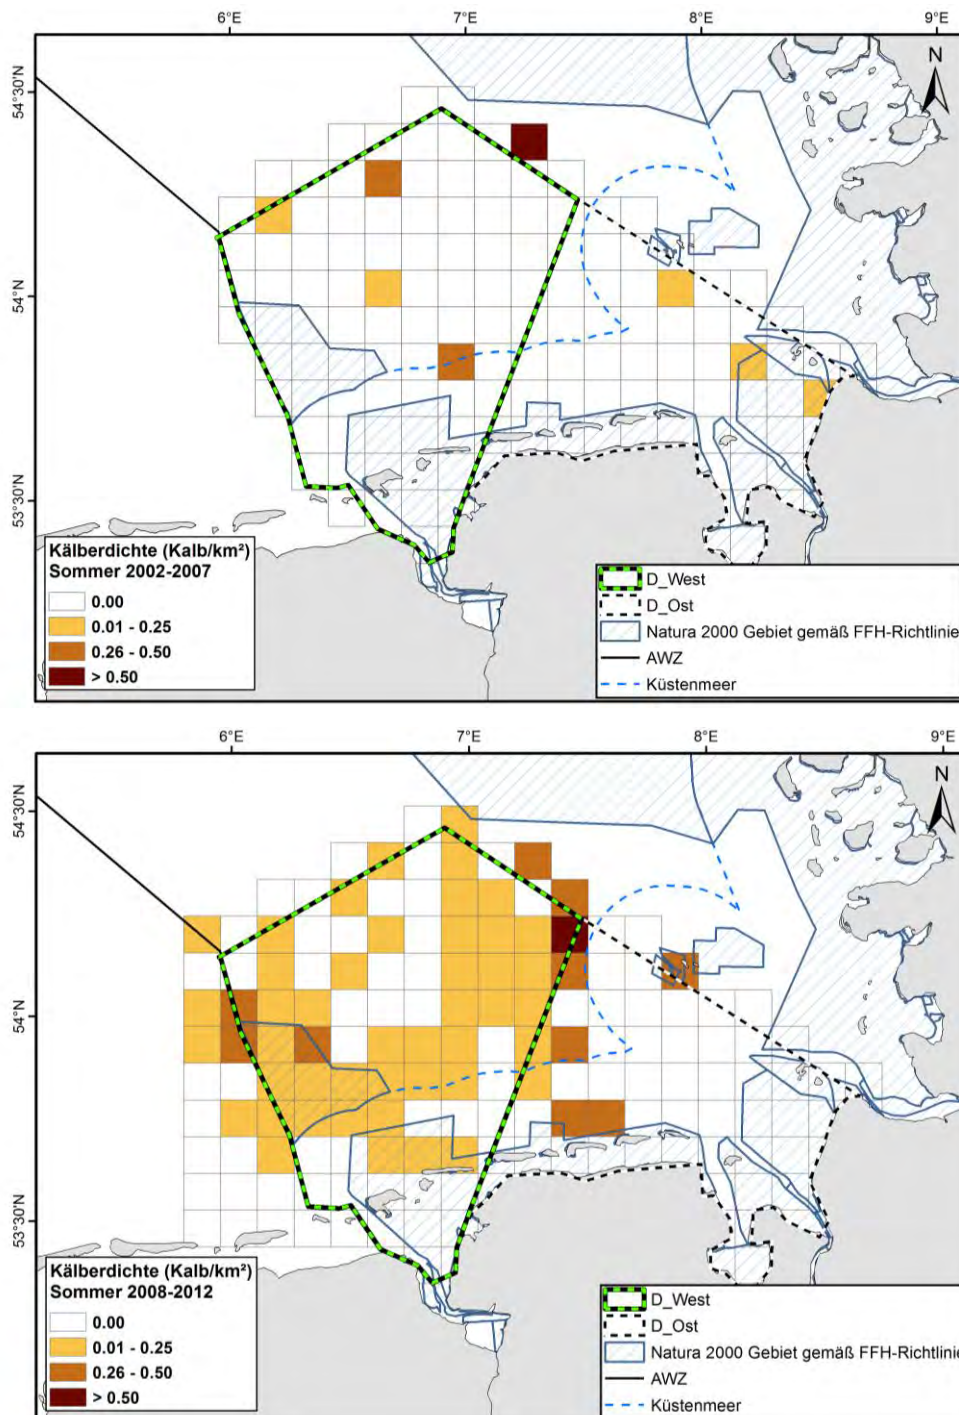 6°E 7°E 8°E 9°E
N
54°30'N
54°N
53°30'N
Kälberdichte (Kalb/km²)
Sommer 2002-2007
0.00
0.01 - 0.25
0.26 - 0.50
> 0.50
D_West
D_Ost
Natura 2000 Gebiet gemäß FFH-Richtlinie
AWZ
Küstenmeer
6°E 7°E 8°E 9°E
N
54°30'N
54°N
53°30'N
Kälberdichte (Kalb/km²)
Sommer 2008-2012
0.00
0.01 - 0.25
0.26 - 0.50
> 0.50
D_West
D_Ost
Natura 2000 Gebiet gemäß FFH-Richtlinie
AWZ
Küstenmeer